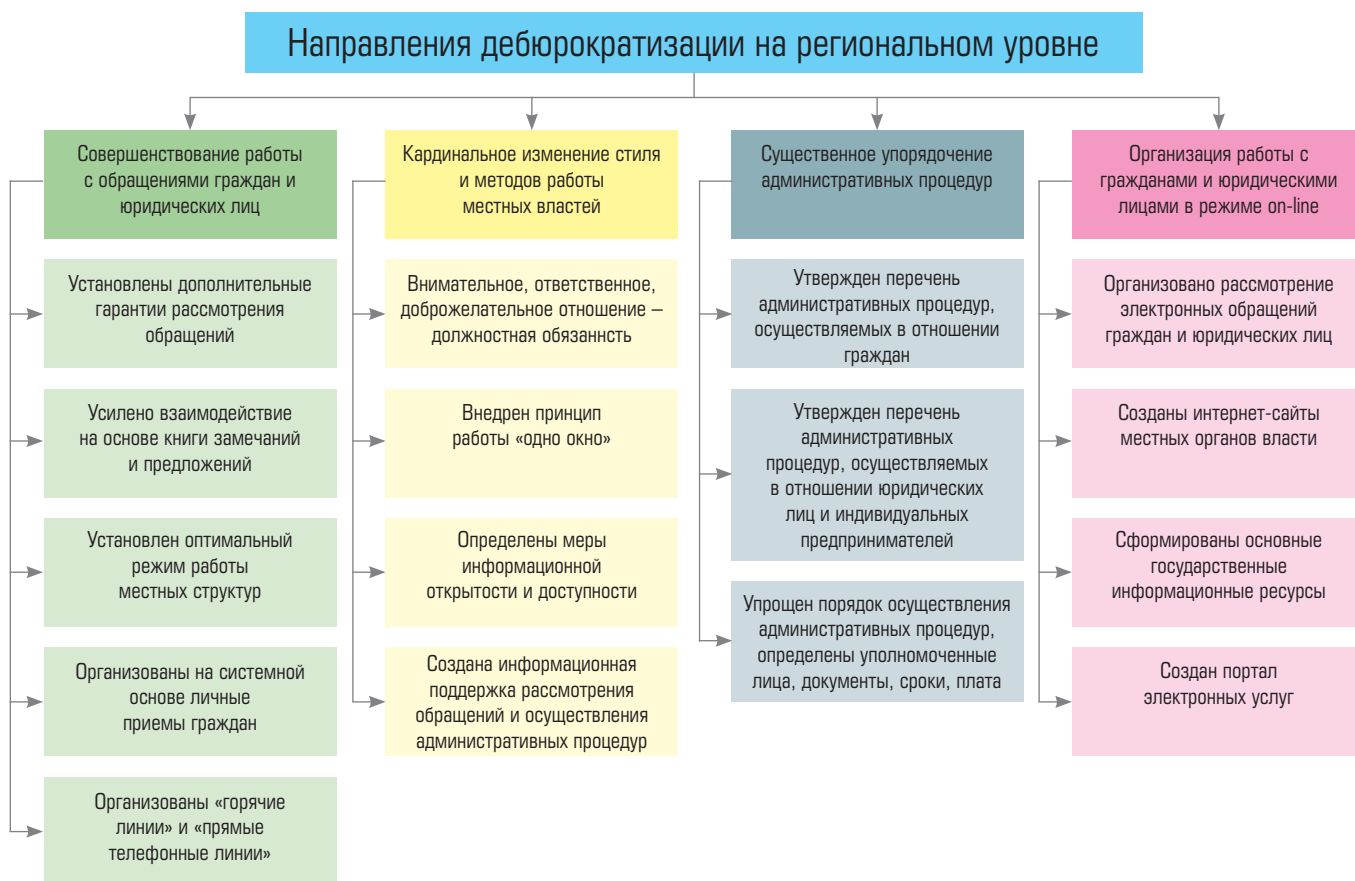 Направления дебюрократизации на региональном уровне
Совершенствование работы
с обращениями граждан и
юридических лиц
Установлены дополнительные
гарантии рассмотрения
обращений
Усилено взаимодействие
на основе книги замечаний
и предложений
Установлен оптимальный
режим работы
местных структур
Организованы на системной
основе личные
приемы граждан
Организованы «горячие
линии» и «прямые
телефонные линии»
Кардинальное изменение стиля
и методов работы
местных властей
Внимательное, ответственное,
доброжелательное отношение –
должностная обязаннсть
Внедрен принцип
работы «одно окно»
Определены меры
информационной
открытости и доступности
Создана информационная
поддержка рассмотрения
обращений и осуществления
административных процедур
Существенное упорядочение
административных процедур
Утвержден перечень
административных процедур,
осуществляемых в отношении
граждан
Утвержден перечень
административных
процедур, осуществляемых
в отношении юридических
лиц и индивидуальных
предпринимателей
Упрощен порядок осуществления
административных процедур,
определены уполномоченные
лица, документы, сроки, плата
Организация работы с
гражданами и юридическими
лицами в режиме on-line
Организовано рассмотрение
электронных обращений
граждан и юридических лиц
Созданы интернет-сайты
местных органов власти
Сформированы основные
государственные
информационные ресурсы
Создан портал
электронных услуг